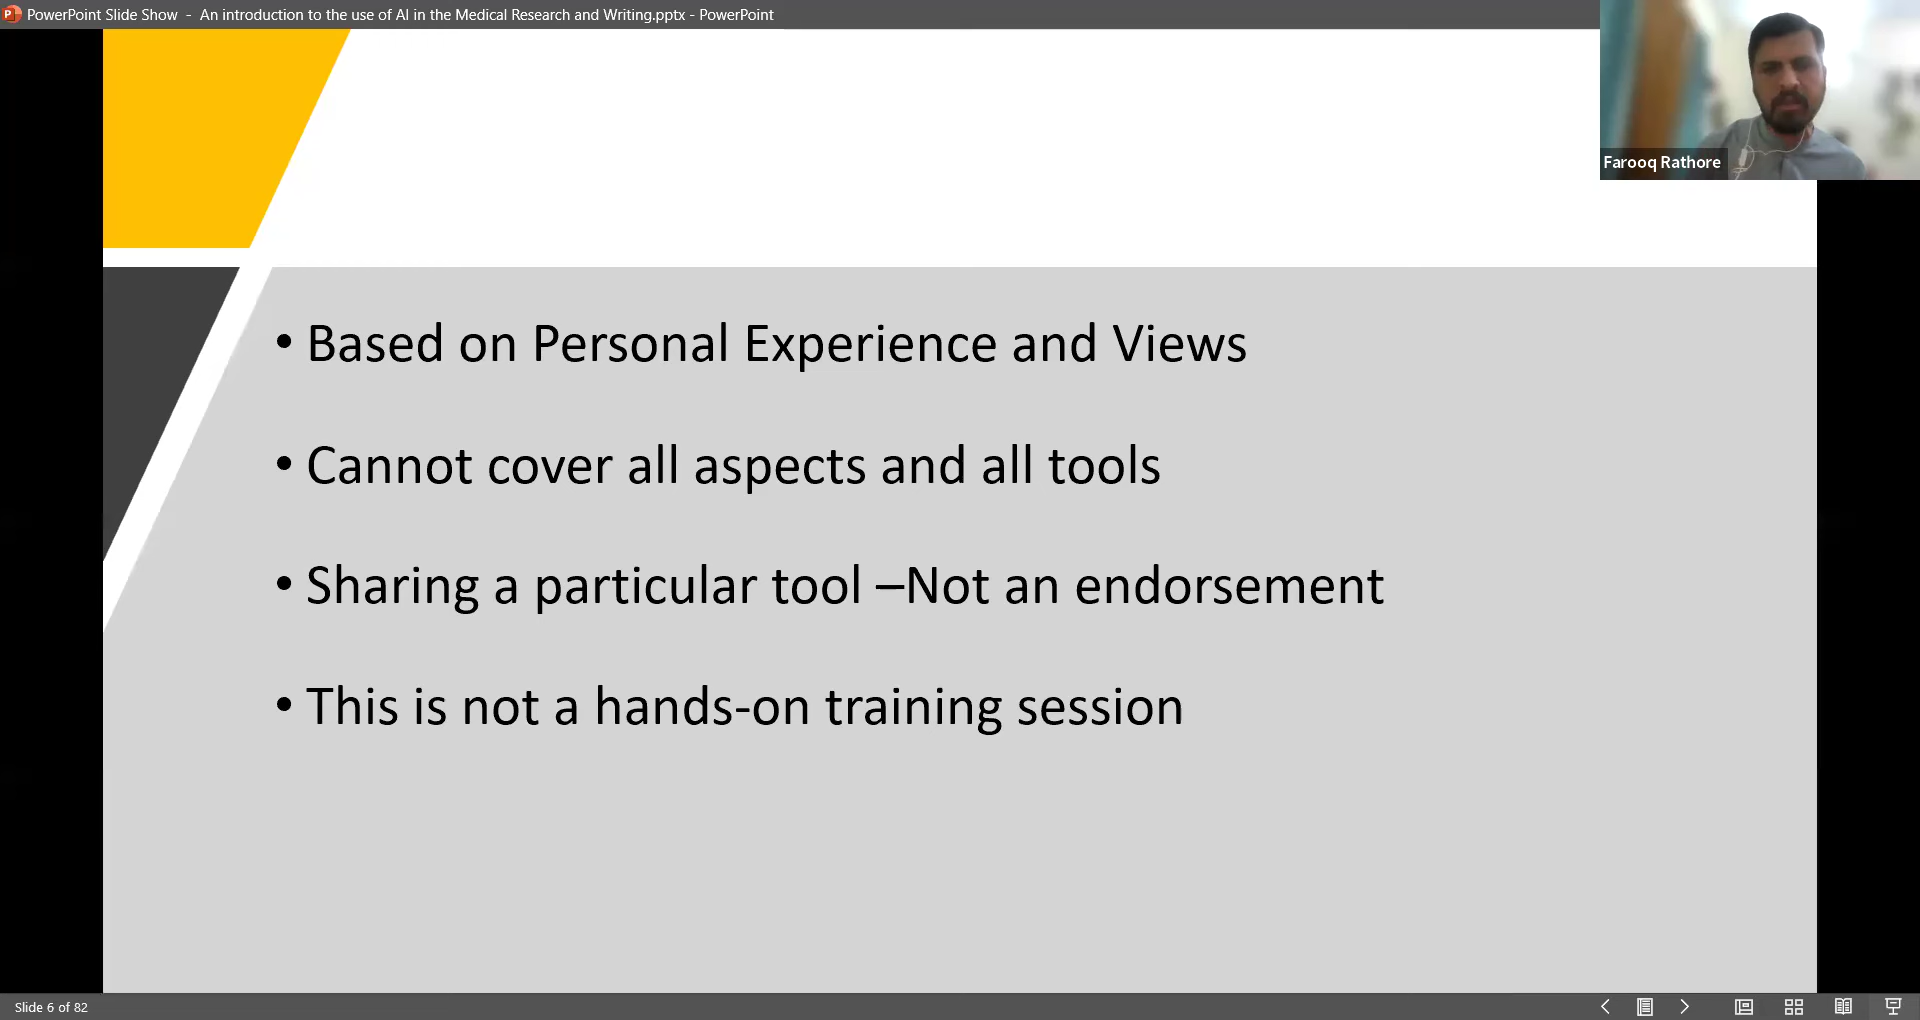 PowerPoint Slide Show - An introduction to the use of AI in the Medical Research and Writing.pptx - PowerPoint
Farooq Rathore
• Based on Personal Experience and Views
• Cannot cover all aspects and all tools
• Sharing a particular tool –Not an endorsement
• This is not a hands-on training session
Slide 6 of 82